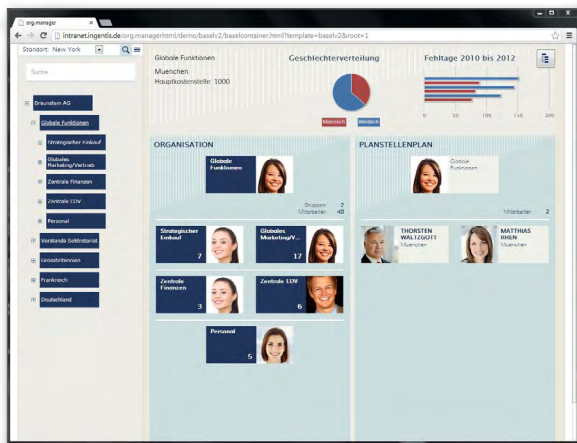 org.manager
intranet.ingentis.de/org.managerhtml/demo/baselv2/baselcontainer.html?template=baselv2&root=1
Standort: New York
Suche
Braunstein AG
Globale Funktionen
Strategischer Einkauf
Globales
Marketing/Vertrieb
Zentrale Finanzen
Zentrale EDV
Personal
Vorstands Sektrotariat
Grossbritannien
Frankreich
Deutschland
Globale Funktionen
Muenchen
Hauptkostenstelle: 1000
Geschlechterverteilung
Männlich
Weiblich
Fehltage 2010 bis 2012
0 50 100 150 200
ORGANISATION
Globale
Funktionen
Gruppen: 2
Mitarbeiter: 40
Strategischer
Einkauf
7
Globales
Marketing/V...
17
Zentrale
Finanzen
3
Zentrale EDV
6
Personal
5
PLANSTELLENPLAN
Globale
Funktionen
Mitarbeiter: 2
THORSTEN
WALTZGOTT
Muenchen
MATTHIAS
RHEN
Muenchen